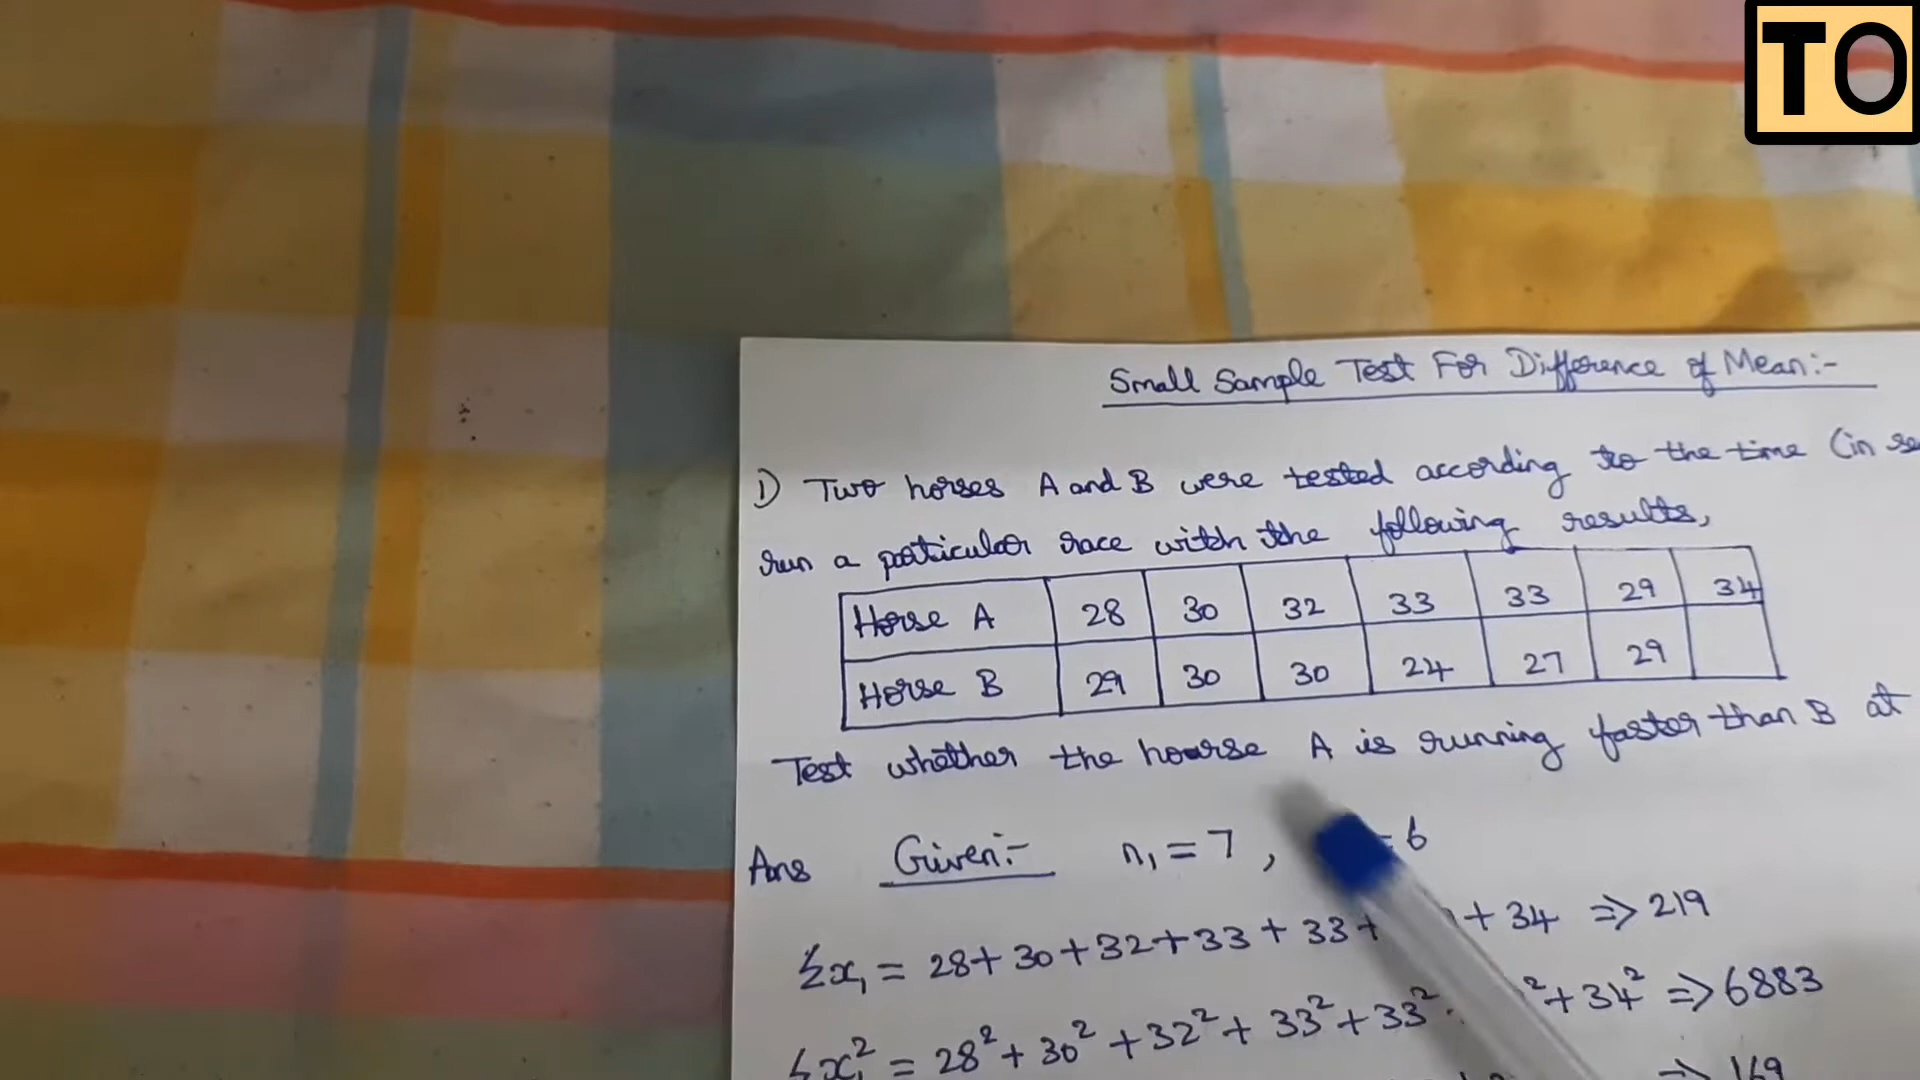 TO
Small Sample Test For Difference of Mean:-
1) Two horses A and B were tested according to the time (in se
run a particular race with the following results,
Horse A 28 30 32 33 33 29 34
Horse B 29 30 30 24 27 29
Test whether the hourse A is running faster than B at
Ans Given:- n₁ = 7 , = 6
Σx₁ = 28+ 30+32+33+33+ + 34 => 219
Σx₁² = 28²+ 30² +32²+ 33²+33² ²+34² => 6883
=> 169